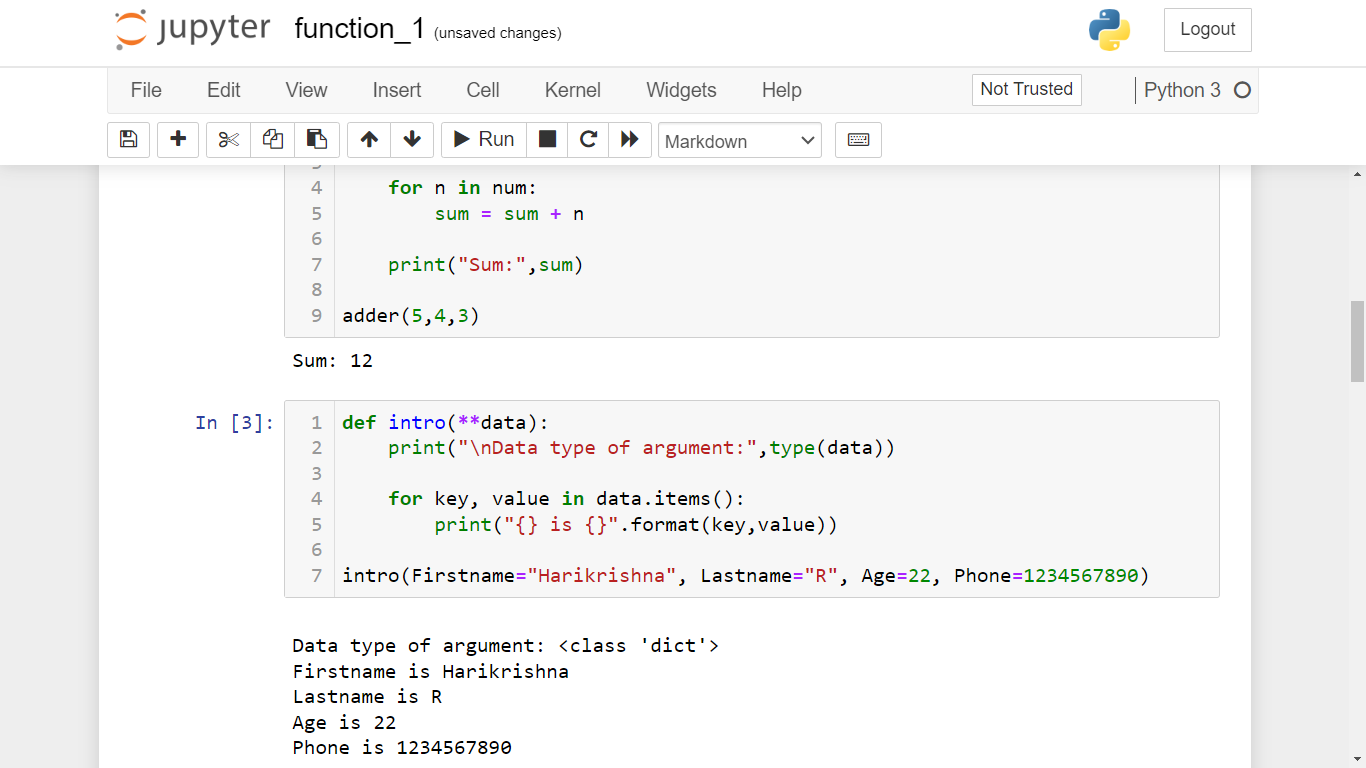 jupyter function_1 (unsaved changes) Logout
File Edit View Insert Cell Kernel Widgets Help Not Trusted Python 3
Run Markdown
4 for n in num:
5 sum = sum + n
6
7 print("Sum:",sum)
8
9 adder(5,4,3)
Sum: 12
In [3]:
1 def intro(**data):
2 print("\nData type of argument:",type(data))
3
4 for key, value in data.items():
5 print("{} is {}".format(key,value))
6
7 intro(Firstname="Harikrishna", Lastname="R", Age=22, Phone=1234567890)
Data type of argument: <class 'dict'>
Firstname is Harikrishna
Lastname is R
Age is 22
Phone is 1234567890